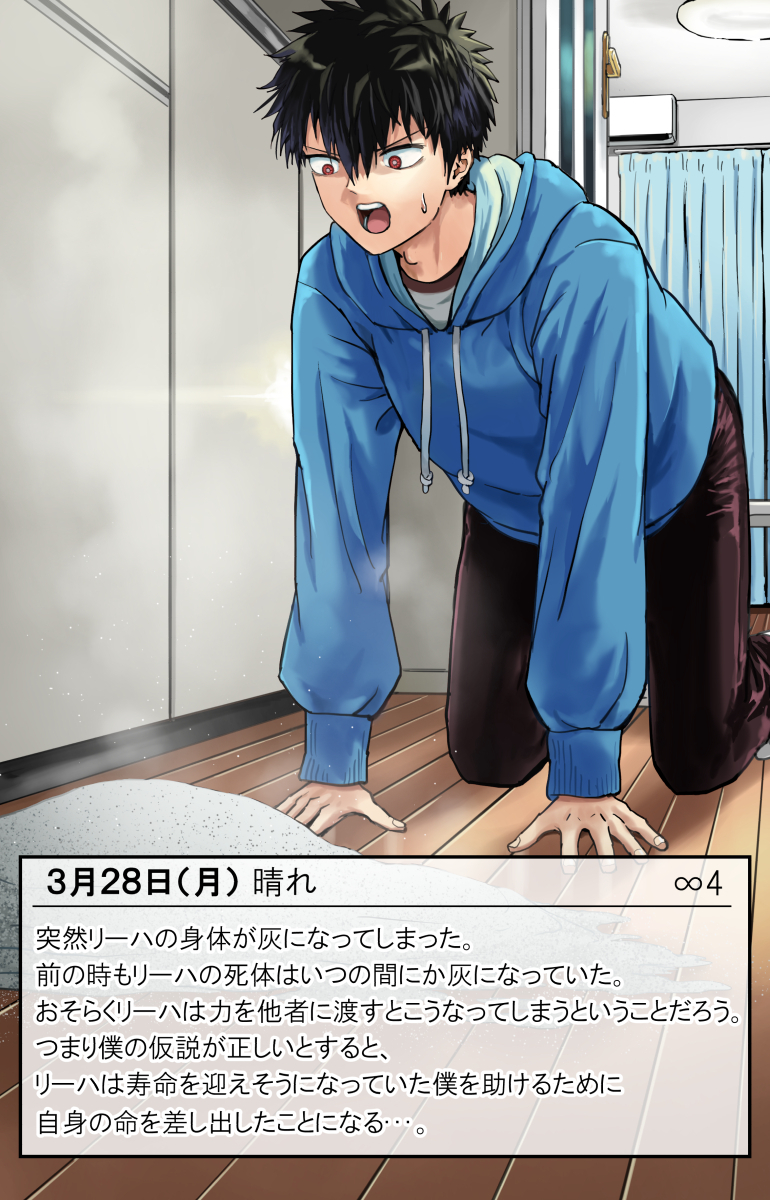 3月28日(月) 晴れ ∞4
突然リーハの身体が灰になってしまった。
前の時もリーハの死体はいつの間にか灰になっていた。
おそらくリーハは力を他者に渡すとこうなってしまうということだろう。
つまり僕の仮説が正しいとすると、
リーハは寿命を迎えそうになっていた僕を助けるために
自身の命を差し出したことになる…。